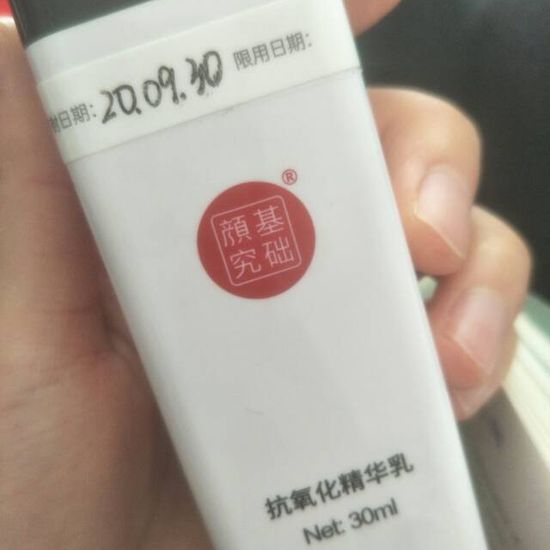 日期: 20.09.30 限用日期:
®
基础
颜究
抗氧化精华乳
Net: 30ml